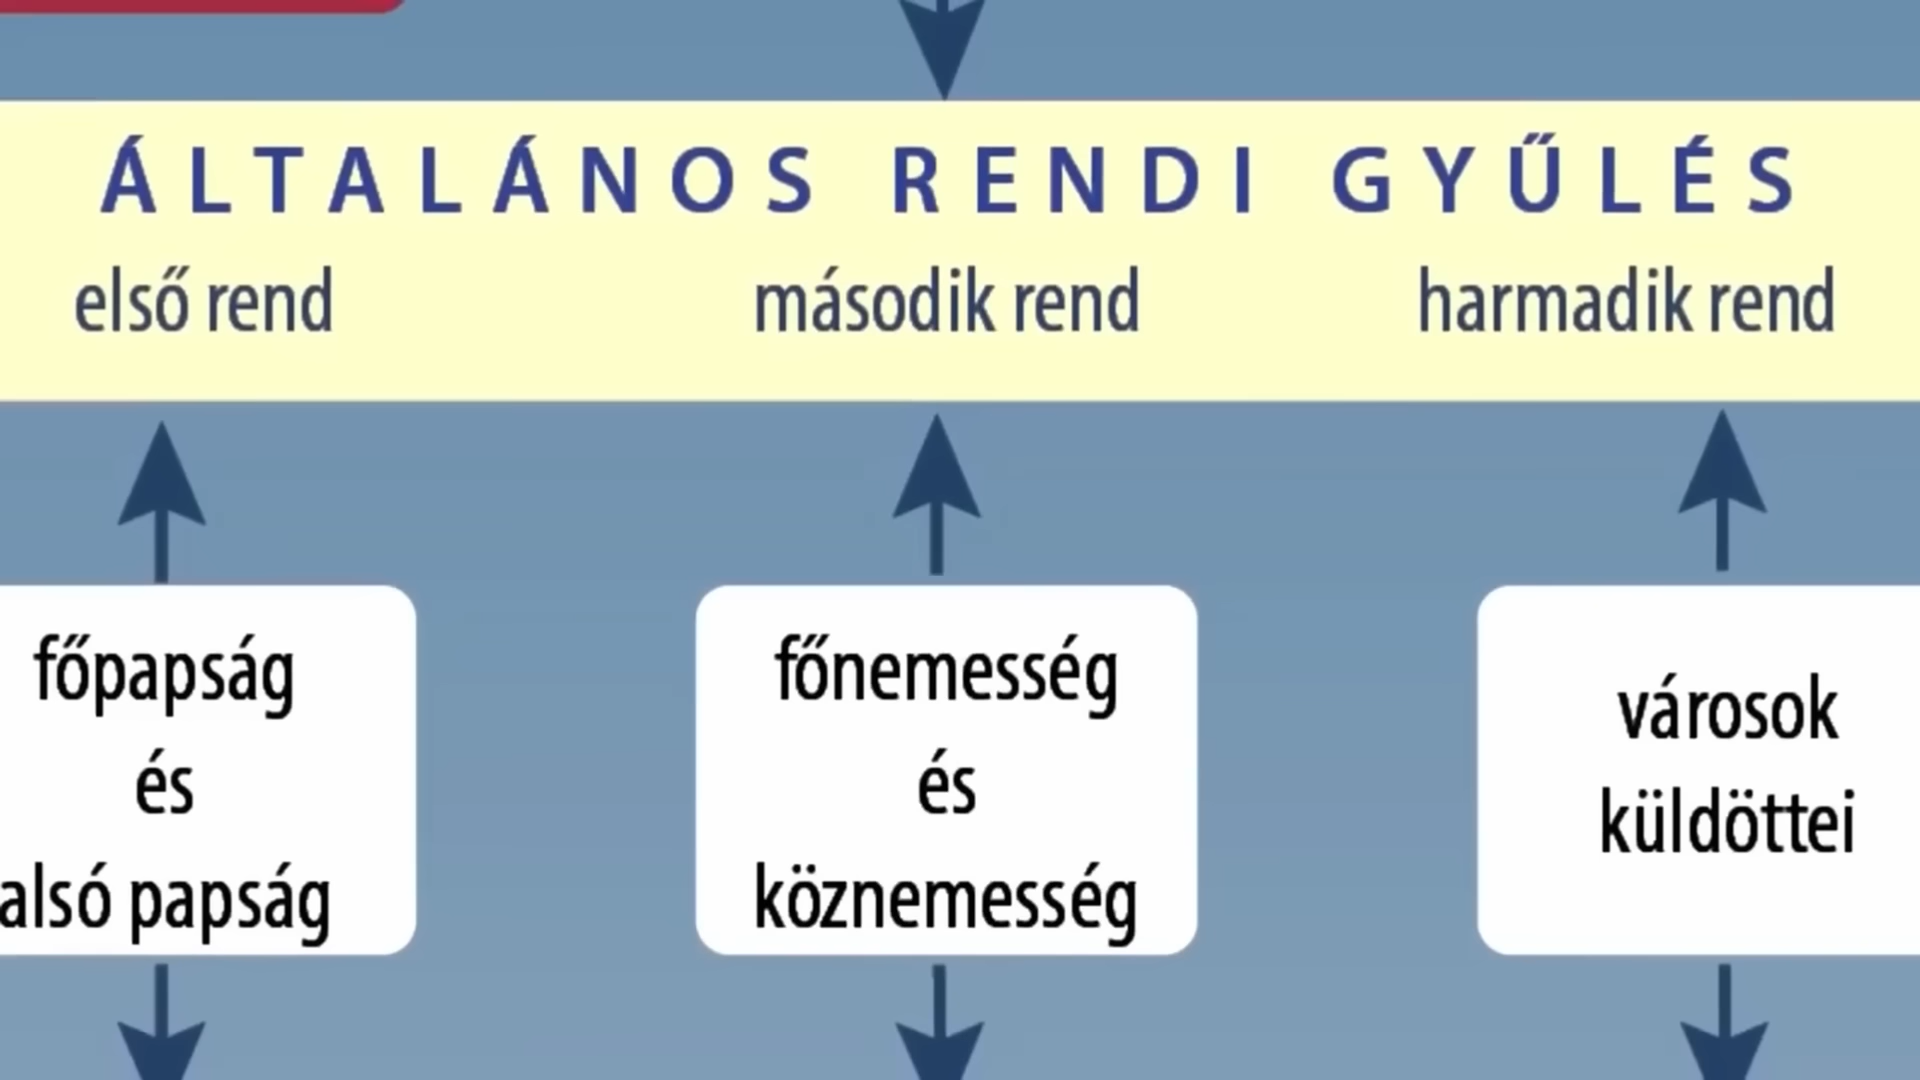 ÁLTALÁNOS RENDI GYŰLÉS
első rend
második rend
harmadik rend
főpapság
és
alsó papság
főnemesség
és
köznemesség
városok
küldöttei